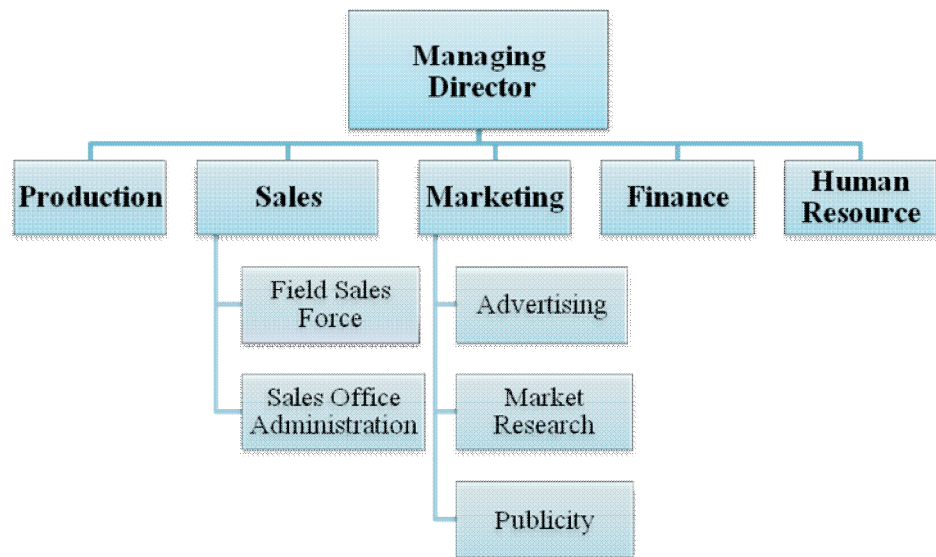 Managing
Director
Production
Sales
Marketing
Finance
Human
Resource
Field Sales
Force
Sales Office
Administration
Advertising
Market
Research
Publicity